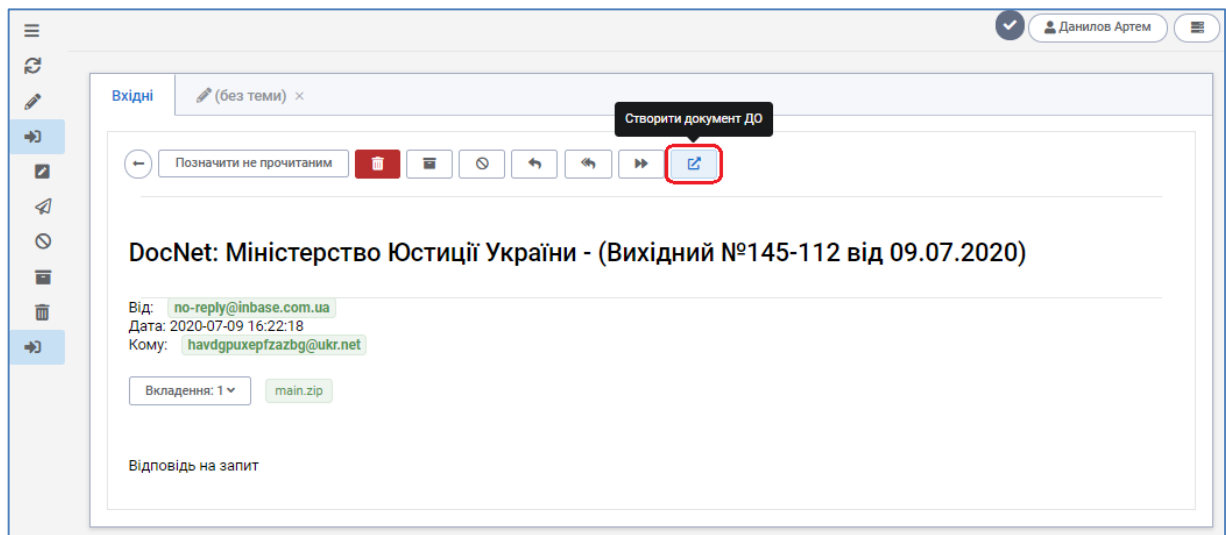 Данилов Артем
Вхідні (без теми) ×
Створити документ ДО
Позначити не прочитаним
DocNet: Міністерство Юстиції України - (Вихідний №145-112 від 09.07.2020)
Від: no-reply@inbase.com.ua
Дата: 2020-07-09 16:22:18
Кому: havdgpuxepfzazbg@ukr.net
Вкладення: 1 main.zip
Відповідь на запит